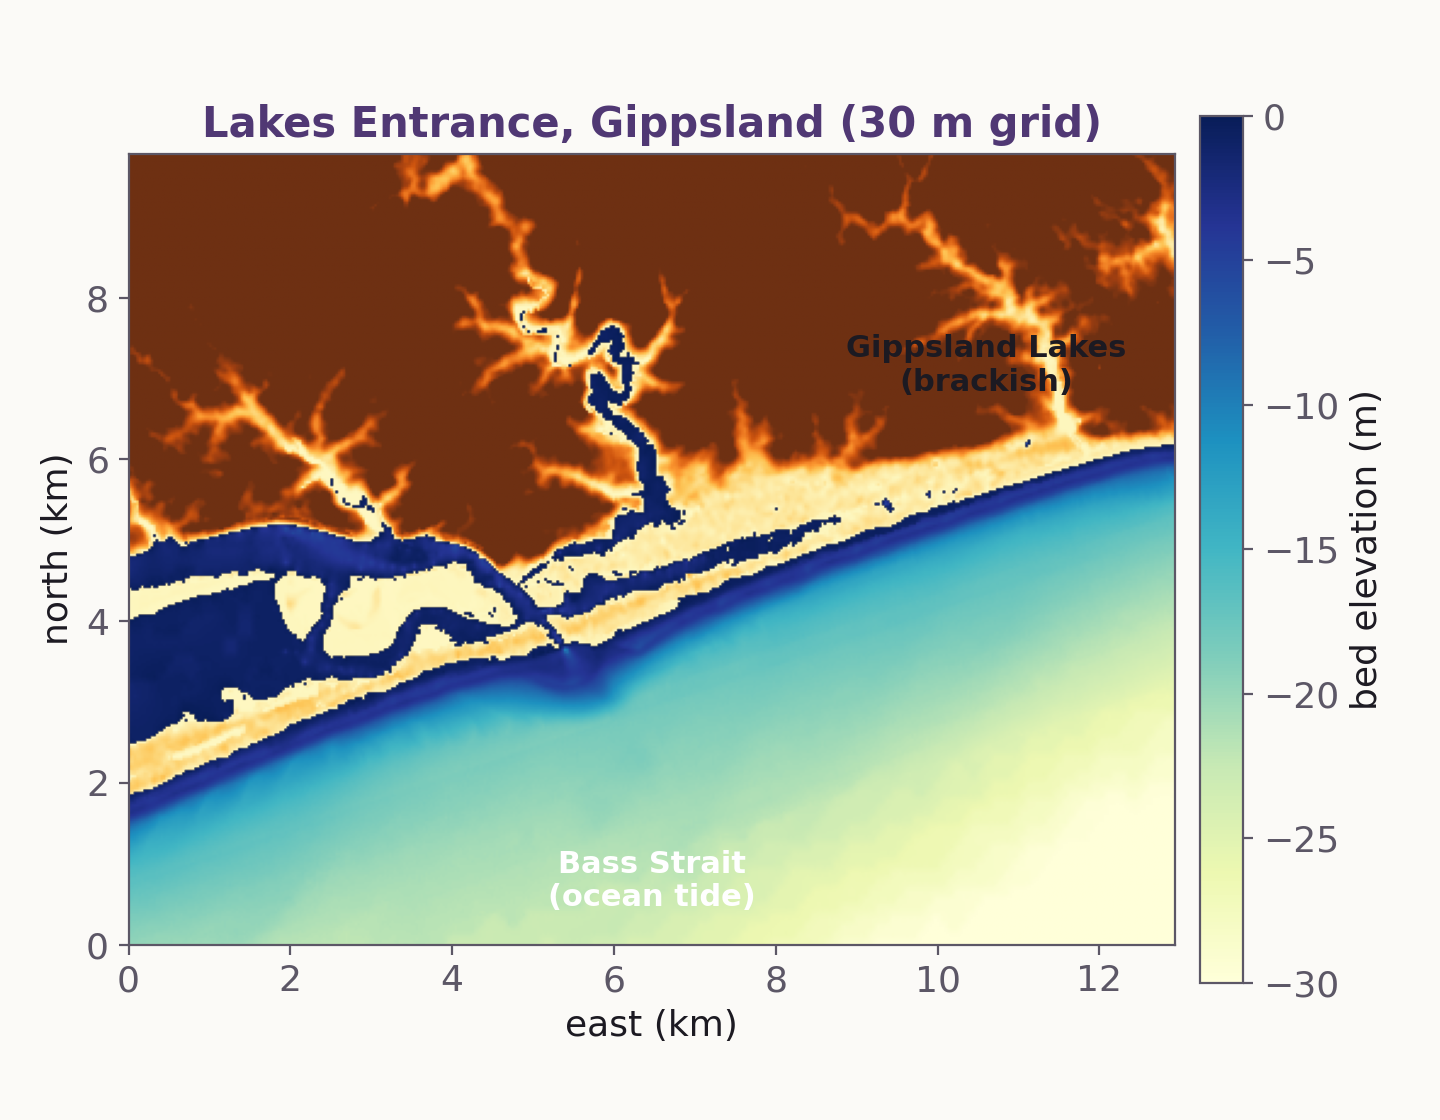 Lakes Entrance, Gippsland (30 m grid)
0
−5
−10
−15
−20
−25
−30
bed elevation (m)
8
6
4
2
0
north (km)
Gippsland Lakes
(brackish)
Bass Strait
(ocean tide)
0
2
4
6
8
10
12
east (km)